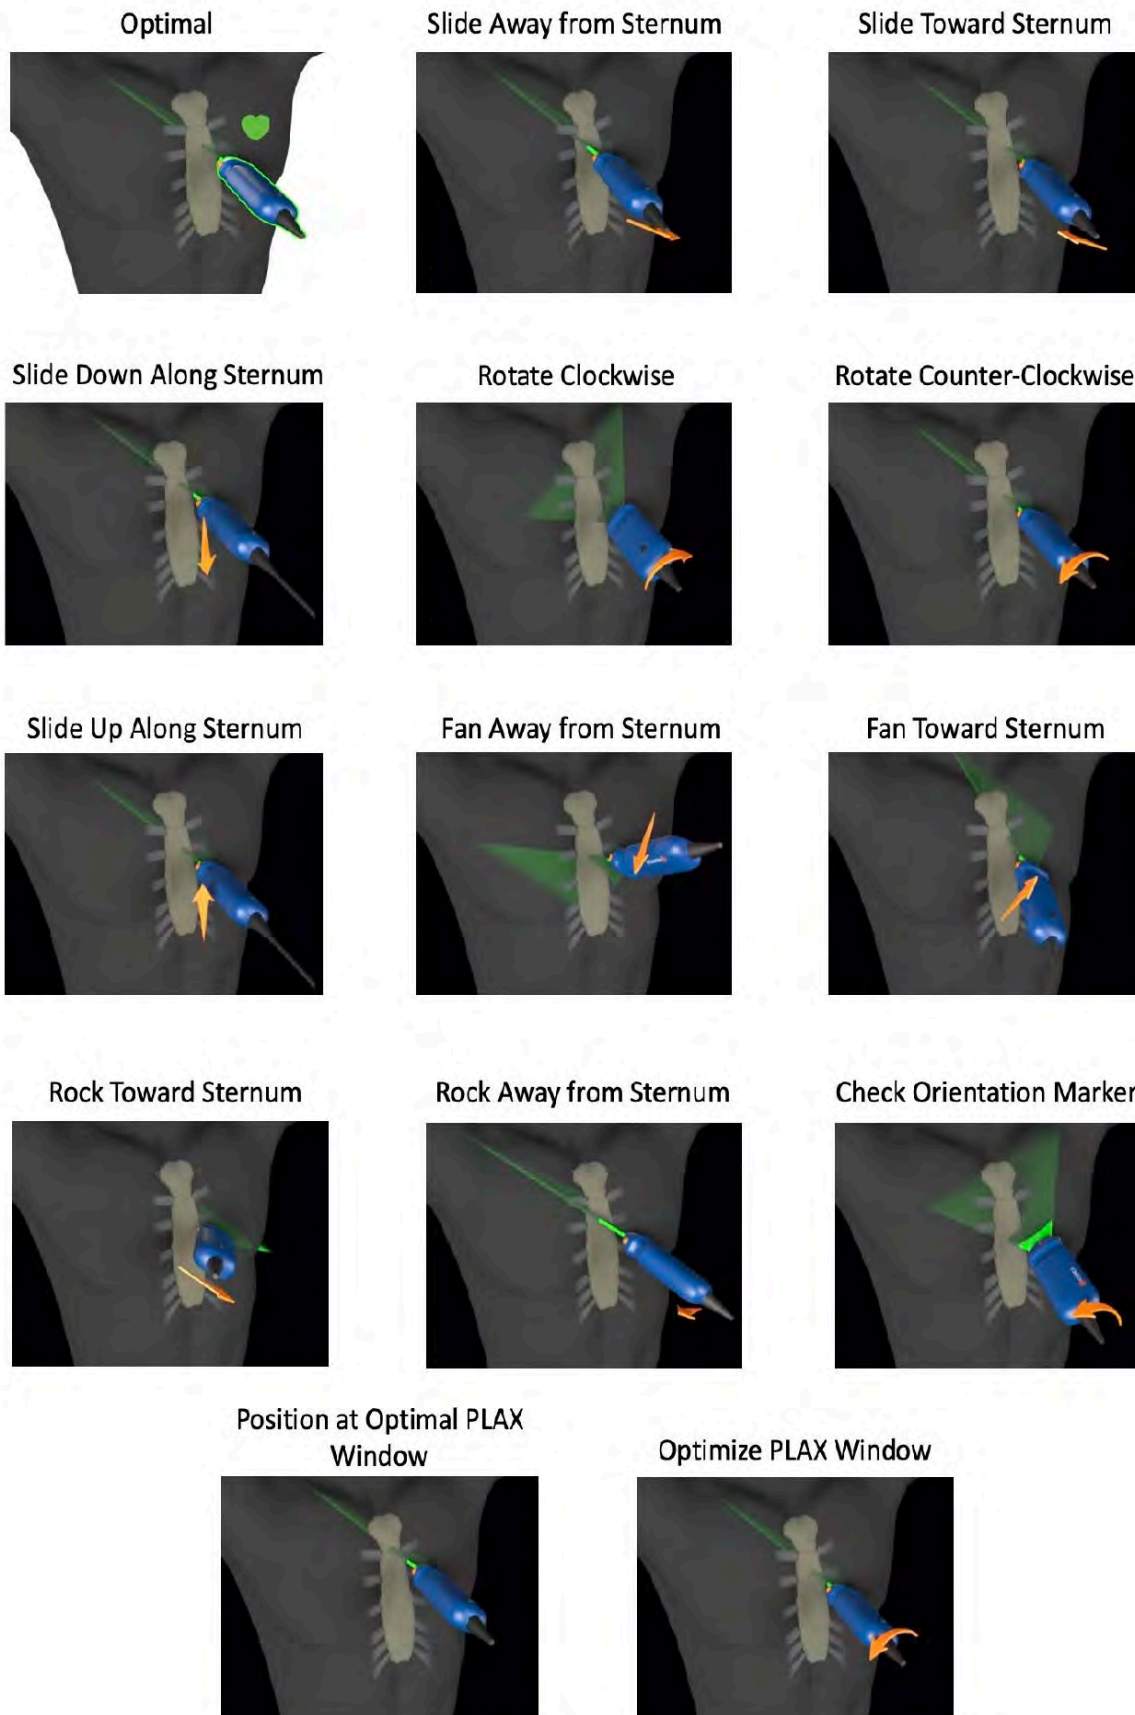 Optimal
Slide Away from Sternum
Slide Toward Sternum
Slide Down Along Sternum
Rotate Clockwise
Rotate Counter-Clockwise
Slide Up Along Sternum
Fan Away from Sternum
Fan Toward Sternum
Rock Toward Sternum
Rock Away from Sternum
Check Orientation Marker
Position at Optimal PLAX
Window
Optimize PLAX Window